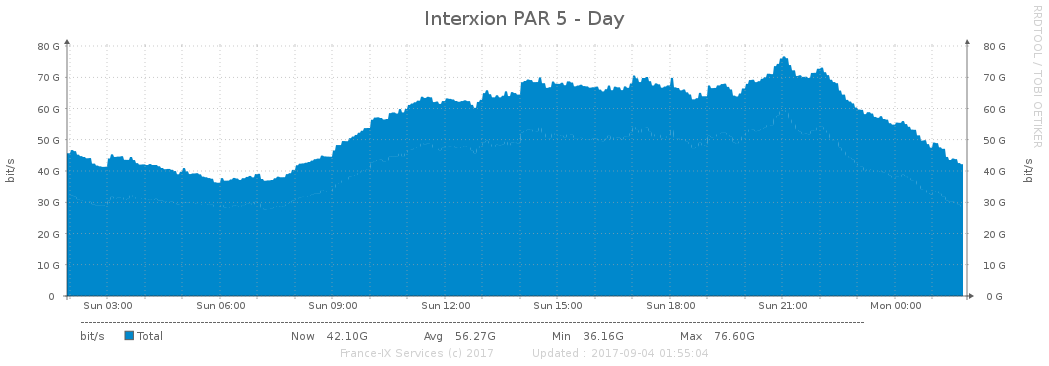 Interxion PAR 5 - Day
RRDTOOL / TOBI OETIKER
bit/s
bit/s
80 G
80 G
70 G
70 G
60 G
60 G
50 G
50 G
40 G
40 G
30 G
30 G
20 G
20 G
10 G
10 G
0
0 G
Sun 03:00 Sun 06:00 Sun 09:00 Sun 12:00 Sun 15:00 Sun 18:00 Sun 21:00 Mon 00:00
bit/s Total Now 42.10G Avg 56.27G Min 36.16G Max 76.60G
France-IX Services (c) 2017 Updated : 2017-09-04 01:55:04